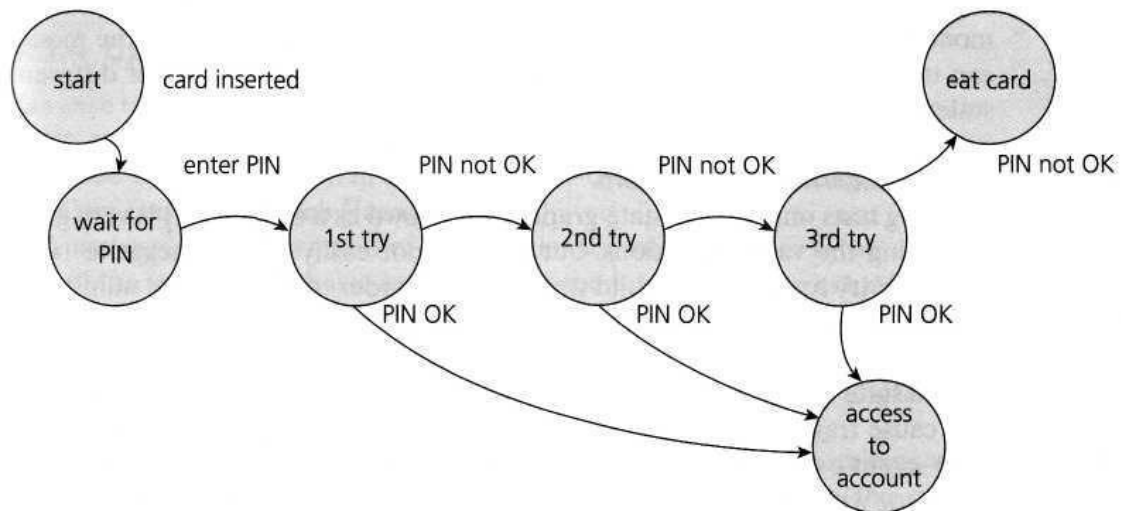 start
card inserted
eat card
enter PIN
PIN not OK
PIN not OK
PIN not OK
wait for
PIN
1st try
2nd try
3rd try
PIN OK
PIN OK
PIN OK
access
to
account